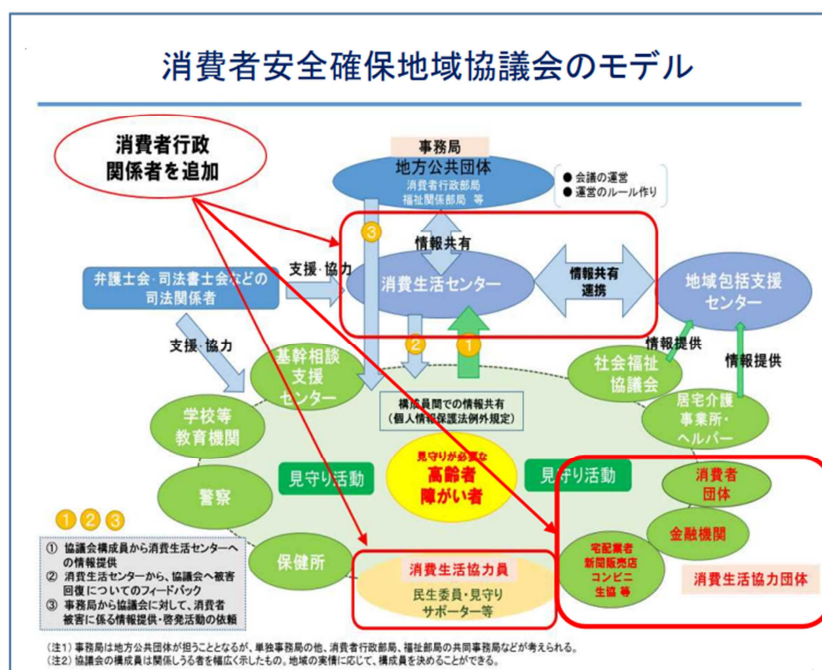 消費者安全確保地域協議会のモデル
消費者行政
関係者を追加
事務局
地方公共団体
消費者行政部局
福祉関係部局 等
● 会議の運営
● 運営のルール作り
③
情報共有
弁護士会・司法書士会などの
司法関係者
支援・協力
消費生活センター
情報共有
連携
地域包括支援
センター
支援・協力
②
①
情報提供
情報提供
基幹相談
支援
センター
社会福祉
協議会
構成員間での情報共有
(個人情報保護法例外規定)
居宅介護
事業所・
ヘルパー
学校等
教育機関
見守り活動
見守りが必要な
高齢者
障がい者
見守り活動
消費者
団体
警察
金融機関
保健所
消費生活協力員
民生委員・見守り
サポーター等
宅配業者
新聞販売店
コンビニ
生協 等
消費生活協力団体
① ② ③
① 協議会構成員から消費生活センターへ
の情報提供
② 消費生活センターから、協議会へ被害
回復についてのフィードバック
③ 事務局から協議会に対して、消費者
被害に係る情報提供・啓発活動の依頼
(注1) 事務局は地方公共団体が担うこととなるが、単独事務局の他、消費者行政部局、福祉部局の共同事務局などが考えられる。
(注2) 協議会の構成員は関係しうる者を幅広く示したもの。地域の実情に応じて、構成員を決めることができる。